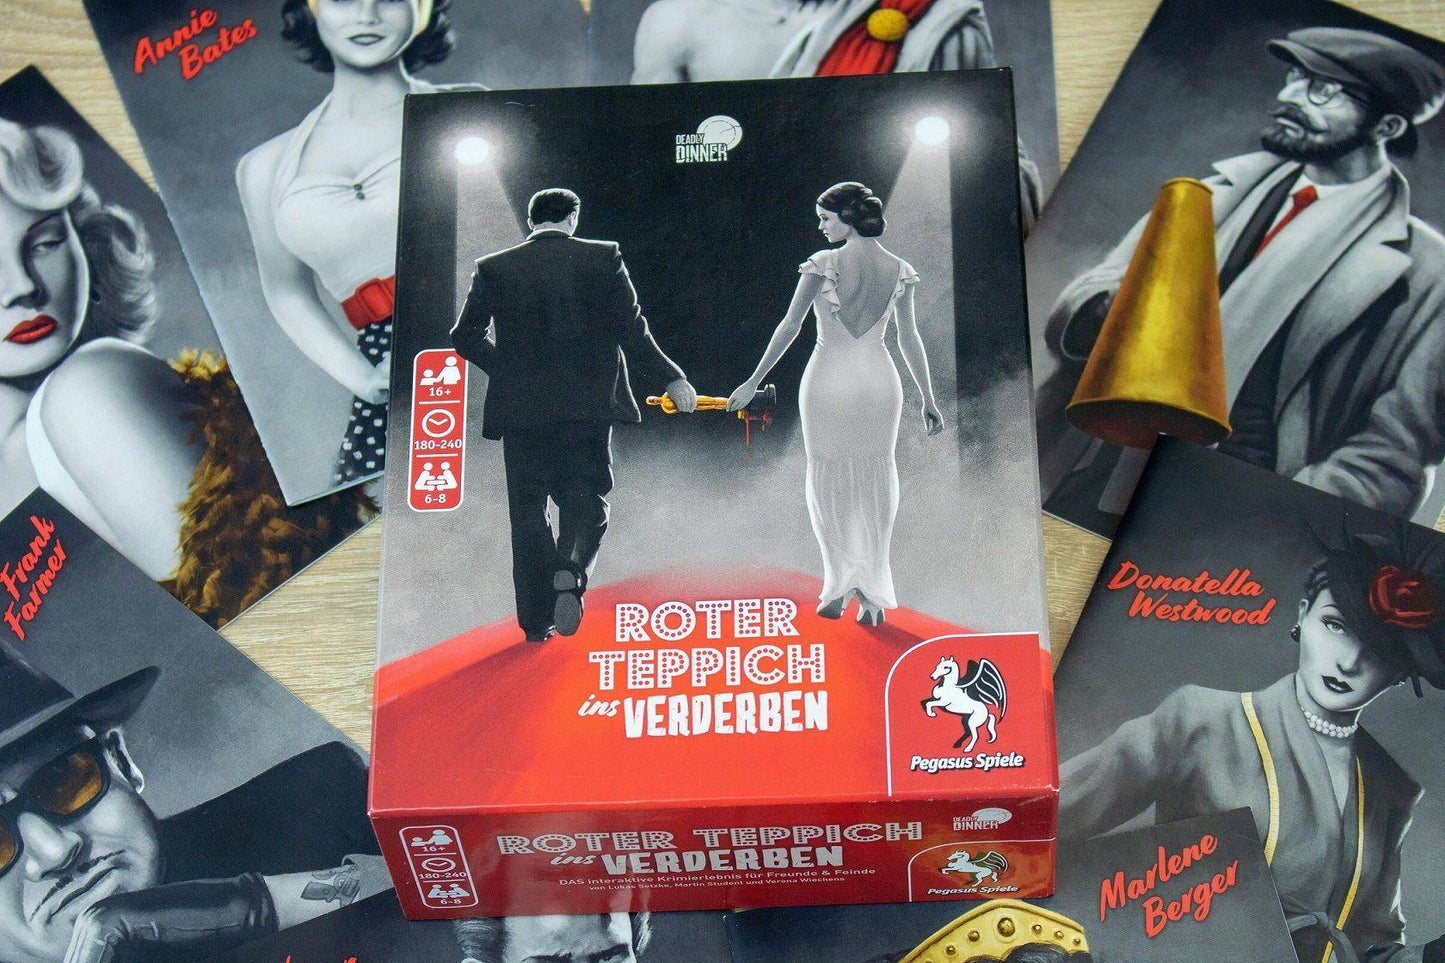 Annie
Bates
DEADLY
DINNER
16+
180-240
6-8
Frank
Farmer
Donatella
Westwood
ROTER
TEPPICH
ins VERDERBEN
Pegasus Spiele
16+
180-240
6-8
ROTER TEPPICH
ins VERDERBEN
DAS interaktive Krimierlebnis für Freunde & Feinde
von Lukas Setzke, Martin Student und Verena Wiechens
DEADLY
DINNER
Pegasus Spiele
Marlene
Berger